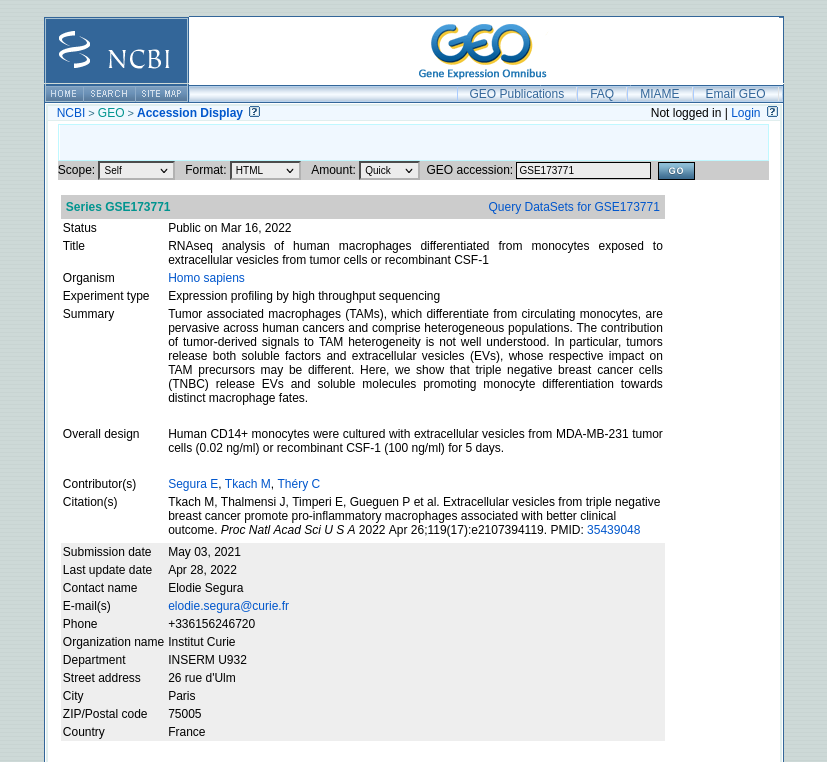 NCBI
GEO
Gene Expression Omnibus
HOME SEARCH SITE MAP
GEO Publications FAQ MIAME Email GEO
NCBI > GEO > Accession Display ?
Not logged in | Login ?
Scope: Self Format: HTML Amount: Quick GEO accession: GSE173771 GO
Series GSE173771 Query DataSets for GSE173771
Status Public on Mar 16, 2022
Title RNAseq analysis of human macrophages differentiated from monocytes exposed to
extracellular vesicles from tumor cells or recombinant CSF-1
Organism Homo sapiens
Experiment type Expression profiling by high throughput sequencing
Summary Tumor associated macrophages (TAMs), which differentiate from circulating monocytes, are
pervasive across human cancers and comprise heterogeneous populations. The contribution
of tumor-derived signals to TAM heterogeneity is not well understood. In particular, tumors
release both soluble factors and extracellular vesicles (EVs), whose respective impact on
TAM precursors may be different. Here, we show that triple negative breast cancer cells
(TNBC) release EVs and soluble molecules promoting monocyte differentiation towards
distinct macrophage fates.
Overall design Human CD14+ monocytes were cultured with extracellular vesicles from MDA-MB-231 tumor
cells (0.02 ng/ml) or recombinant CSF-1 (100 ng/ml) for 5 days.
Contributor(s) Segura E, Tkach M, Théry C
Citation(s) Tkach M, Thalmensi J, Timperi E, Gueguen P et al. Extracellular vesicles from triple negative
breast cancer promote pro-inflammatory macrophages associated with better clinical
outcome. Proc Natl Acad Sci U S A 2022 Apr 26;119(17):e2107394119. PMID: 35439048
Submission date May 03, 2021
Last update date Apr 28, 2022
Contact name Elodie Segura
E-mail(s) elodie.segura@curie.fr
Phone +336156246720
Organization name Institut Curie
Department INSERM U932
Street address 26 rue d'Ulm
City Paris
ZIP/Postal code 75005
Country France